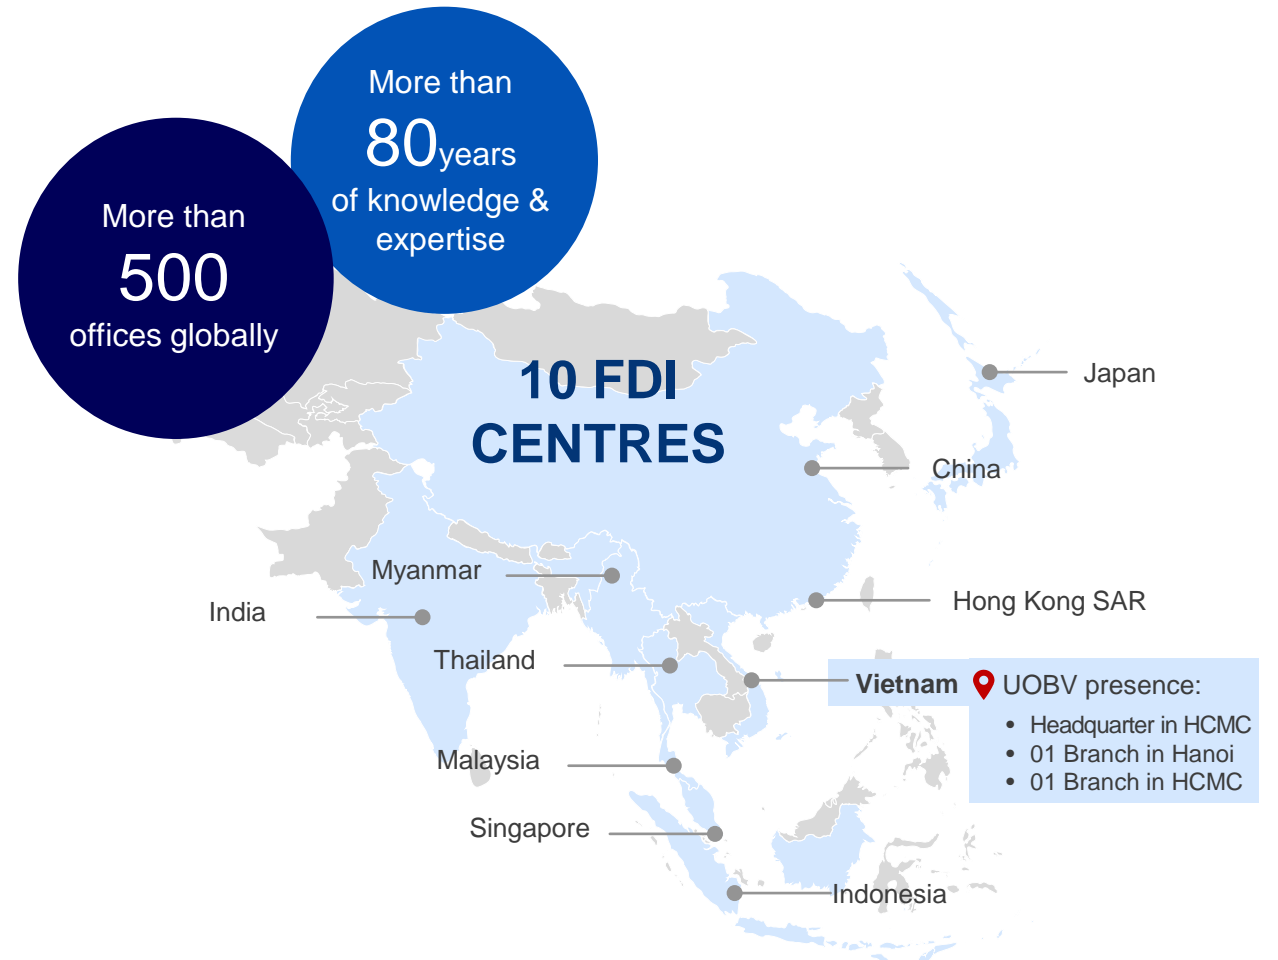 More than
80 years
of knowledge &
expertise
More than
500
offices globally
10 FDI
CENTRES
Japan
China
Myanmar
Hong Kong SAR
India
Thailand
Vietnam
UOBV presence:
• Headquarter in HCMC
• 01 Branch in Hanoi
• 01 Branch in HCMC
Malaysia
Singapore
Indonesia